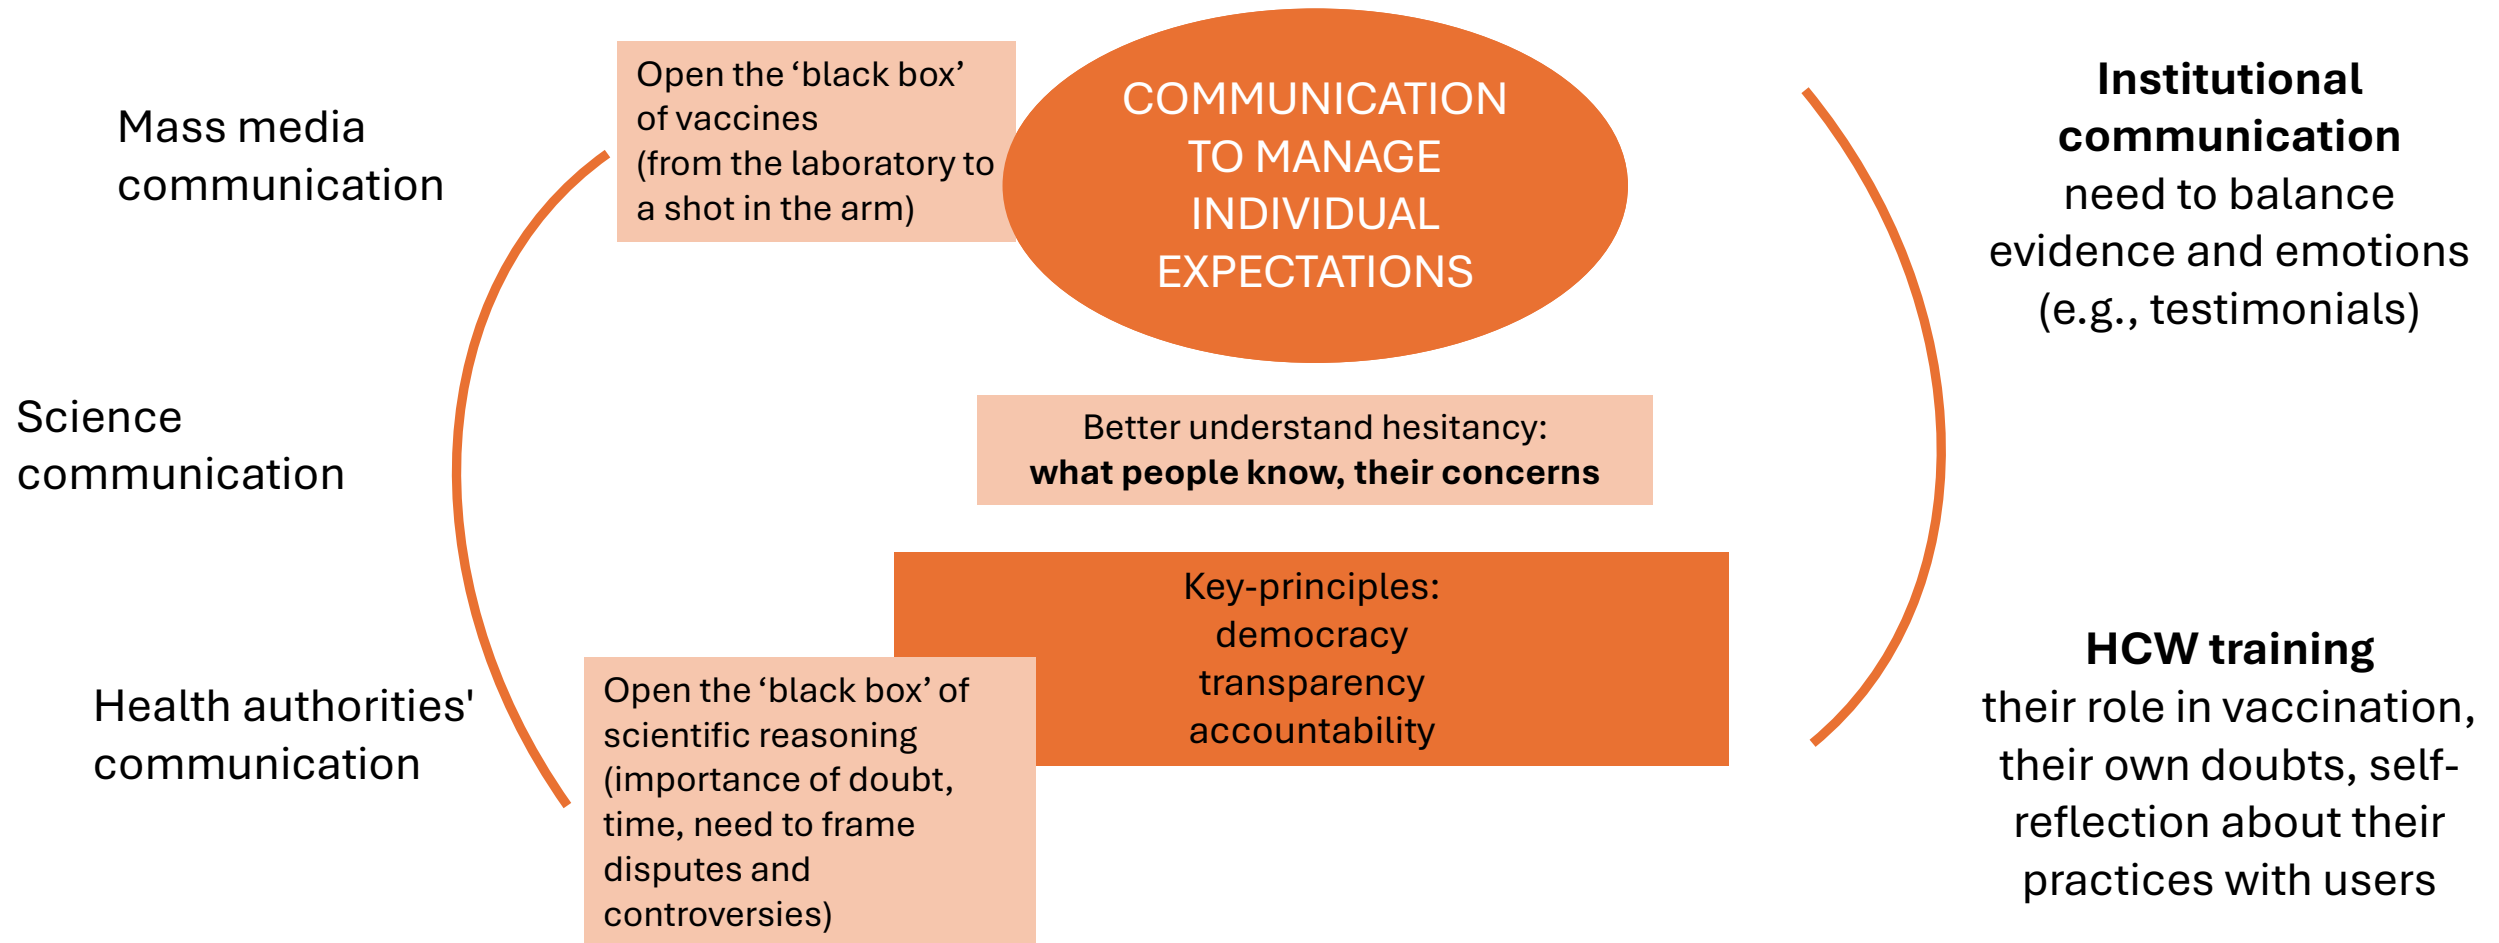 Mass media
communication
Science
communication
Health authorities'
communication
Open the ‘black box’
of vaccines
(from the laboratory to
a shot in the arm)
COMMUNICATION
TO MANAGE
INDIVIDUAL
EXPECTATIONS
Better understand hesitancy:
what people know, their concerns
Key-principles:
democracy
transparency
accountability
Open the ‘black box’ of
scientific reasoning
(importance of doubt,
time, need to frame
disputes and
controversies)
Institutional
communication
need to balance
evidence and emotions
(e.g., testimonials)
HCW training
their role in vaccination,
their own doubts, self-
reflection about their
practices with users